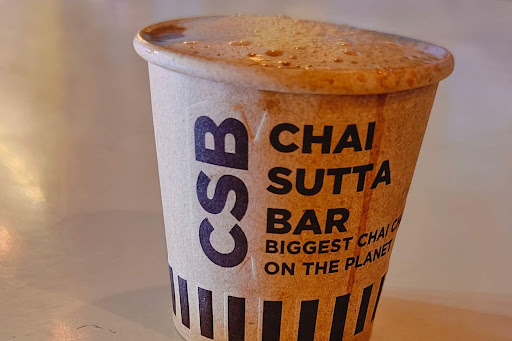 CSB
CHAI
SUTTA
BAR
BIGGEST CHAI
ON THE PLANET